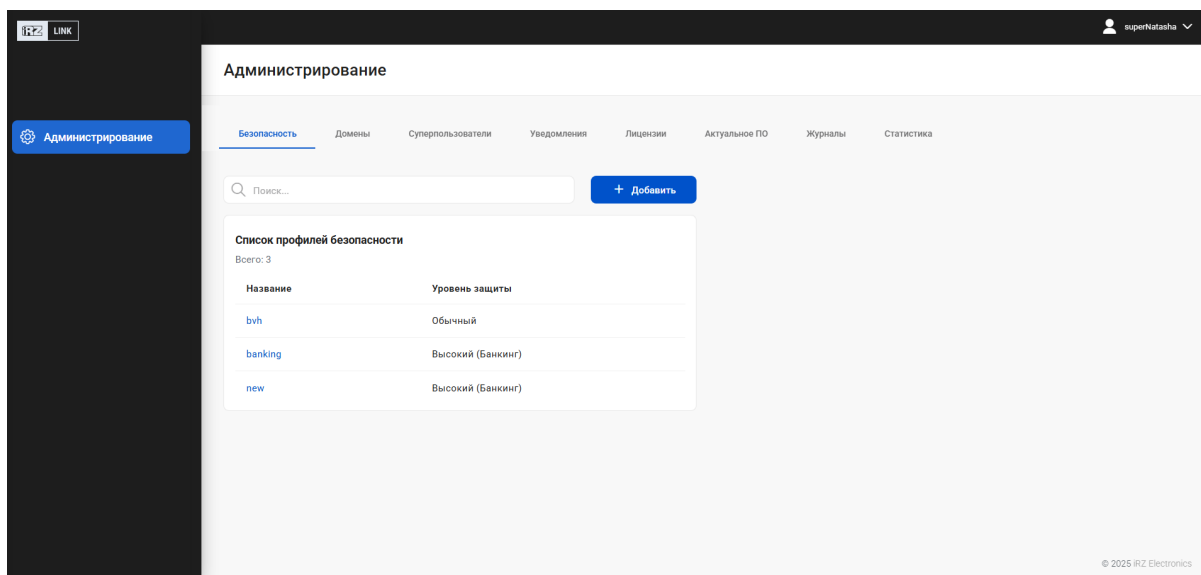 iRZ LINK
superNatasha
Администрирование
Администрирование
Безопасность Домены Суперпользователи Уведомления Лицензии Актуальное ПО Журналы Статистика
Поиск...
+ Добавить
Список профилей безопасности
Всего: 3
Название Уровень защиты
bvh Обычный
banking Высокий (Банкинг)
new Высокий (Банкинг)
© 2025 iRZ Electronics